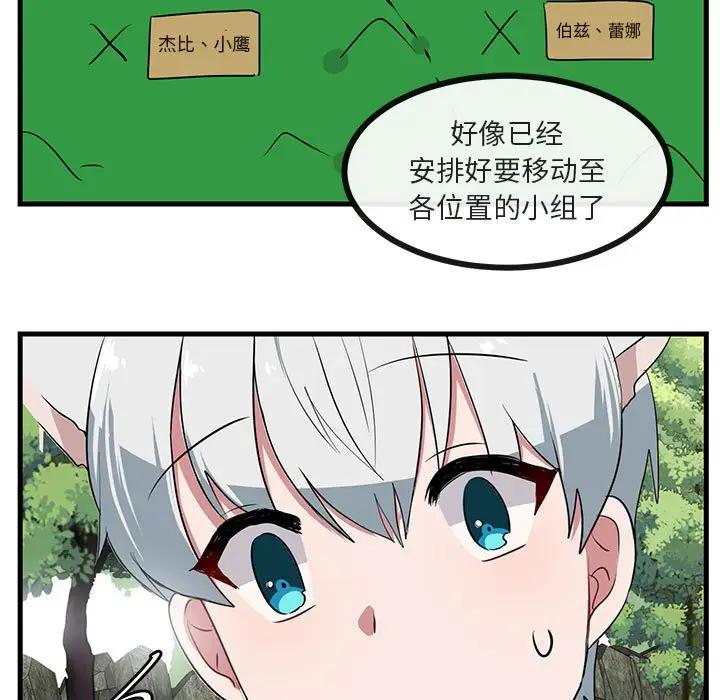 杰比、小鹰
伯兹、蕾娜
好像已经
安排好要移动至
各位置的小组了